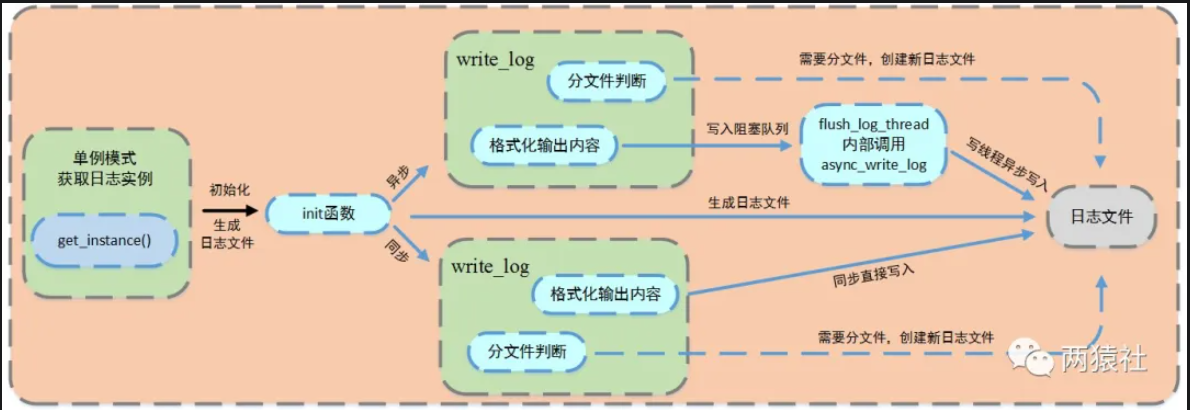 单例模式
获取日志实例
get_instance()
初始化
生成
日志文件
init函数
异步
同步
write_log
分文件判断
格式化输出内容
需要分文件，创建新日志文件
写入阻塞队列
flush_log_thread
内部调用
async_write_log
写线程异步写入
生成日志文件
日志文件
write_log
格式化输出内容
分文件判断
同步直接写入
需要分文件，创建新日志文件
两猿社